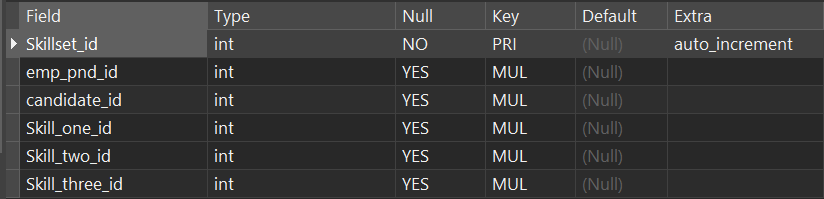 Field Type Null Key Default Extra
Skillset_id int NO PRI (Null) auto_increment
emp_pnd_id int YES MUL (Null)
candidate_id int YES MUL (Null)
Skill_one_id int YES MUL (Null)
Skill_two_id int YES MUL (Null)
Skill_three_id int YES MUL (Null)